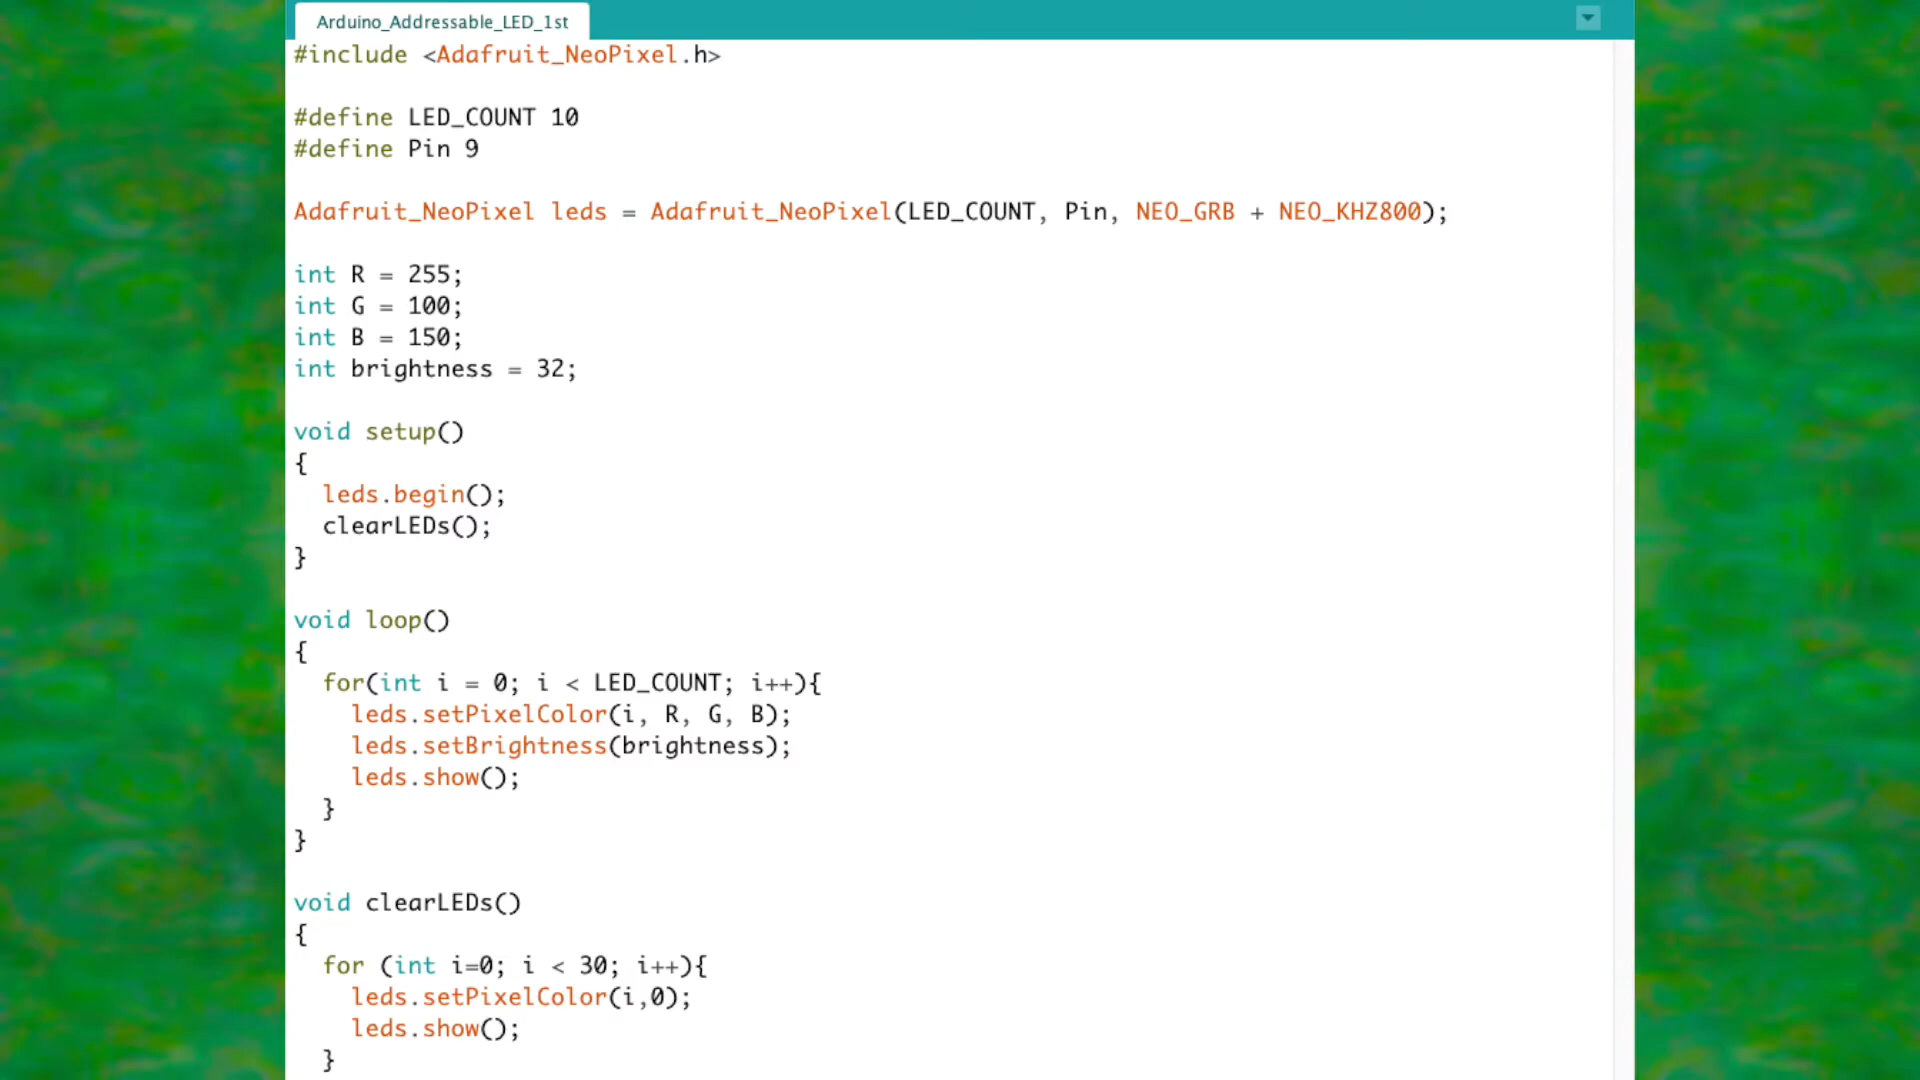 Arduino_Addressable_LED_1st
#include <Adafruit_NeoPixel.h>
#define LED_COUNT 10
#define Pin 9
Adafruit_NeoPixel leds = Adafruit_NeoPixel(LED_COUNT, Pin, NEO_GRB + NEO_KHZ800);
int R = 255;
int G = 100;
int B = 150;
int brightness = 32;
void setup()
{
  leds.begin();
  clearLEDs();
}
void loop()
{
  for(int i = 0; i < LED_COUNT; i++){
    leds.setPixelColor(i, R, G, B);
    leds.setBrightness(brightness);
    leds.show();
  }
}
void clearLEDs()
{
  for (int i=0; i < 30; i++){
    leds.setPixelColor(i,0);
    leds.show();
  }